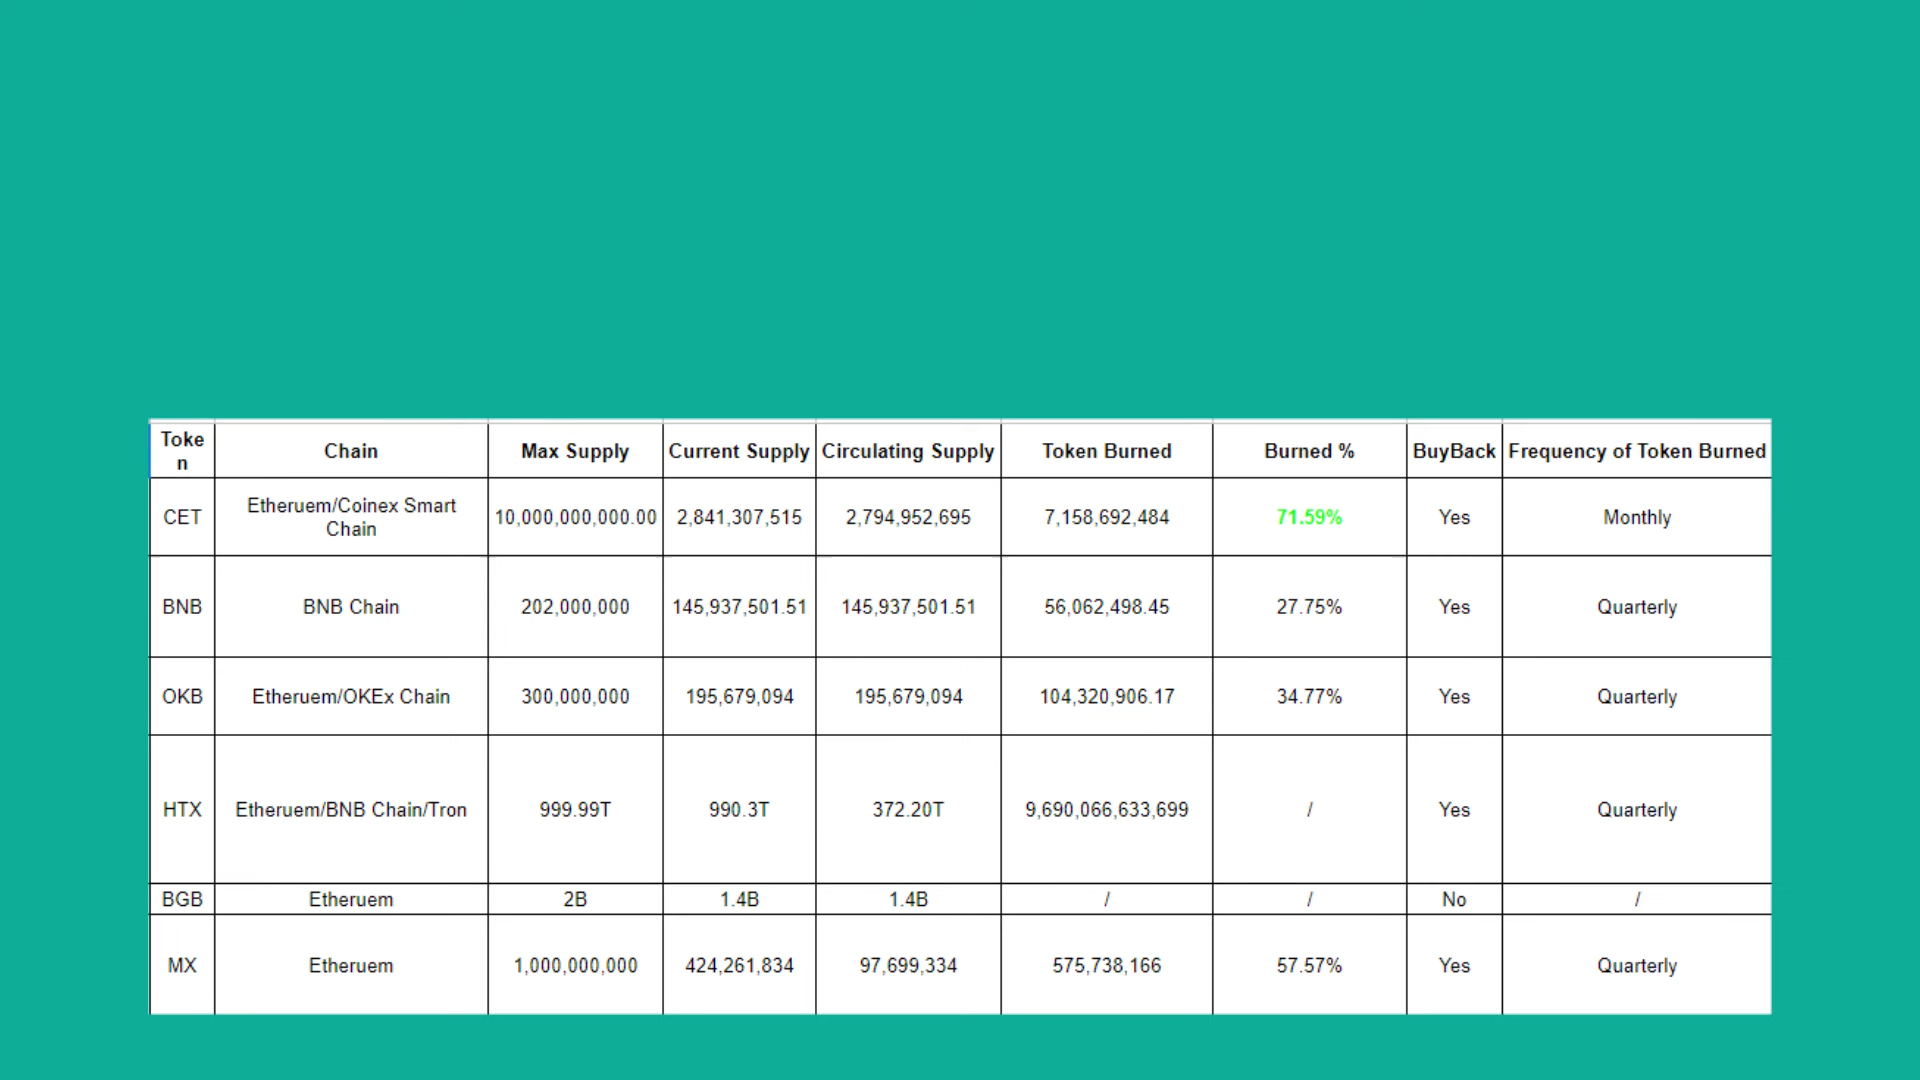 Toke
n
Chain
Max Supply
Current Supply
Circulating Supply
Token Burned
Burned %
BuyBack
Frequency of Token Burned
CET
Etheruem/Coinex Smart
Chain
10,000,000,000.00
2,841,307,515
2,794,952,695
7,158,692,484
71.59%
Yes
Monthly
BNB
BNB Chain
202,000,000
145,937,501.51
145,937,501.51
56,062,498.45
27.75%
Yes
Quarterly
OKB
Etheruem/OKEx Chain
300,000,000
195,679,094
195,679,094
104,320,906.17
34.77%
Yes
Quarterly
HTX
Etheruem/BNB Chain/Tron
999.99T
990.3T
372.20T
9,690,066,633,699
/
Yes
Quarterly
BGB
Etheruem
2B
1.4B
1.4B
/
/
No
/
MX
Etheruem
1,000,000,000
424,261,834
97,699,334
575,738,166
57.57%
Yes
Quarterly